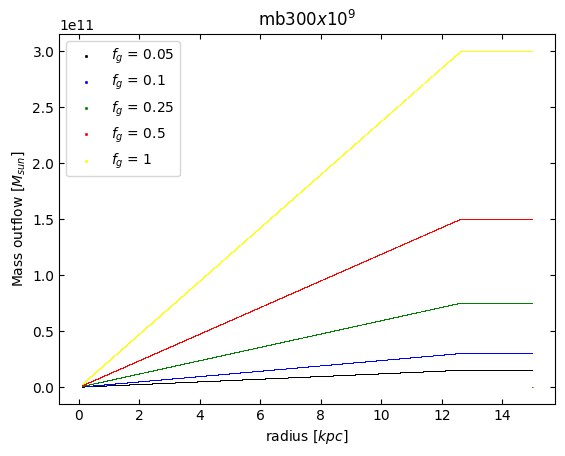 mb300x10⁹
1e11
3.0
2.5
2.0
1.5
1.0
0.5
0.0
Mass outflow [M_sun]
f_g = 0.05
f_g = 0.1
f_g = 0.25
f_g = 0.5
f_g = 1
0 2 4 6 8 10 12 14
radius [kpc]